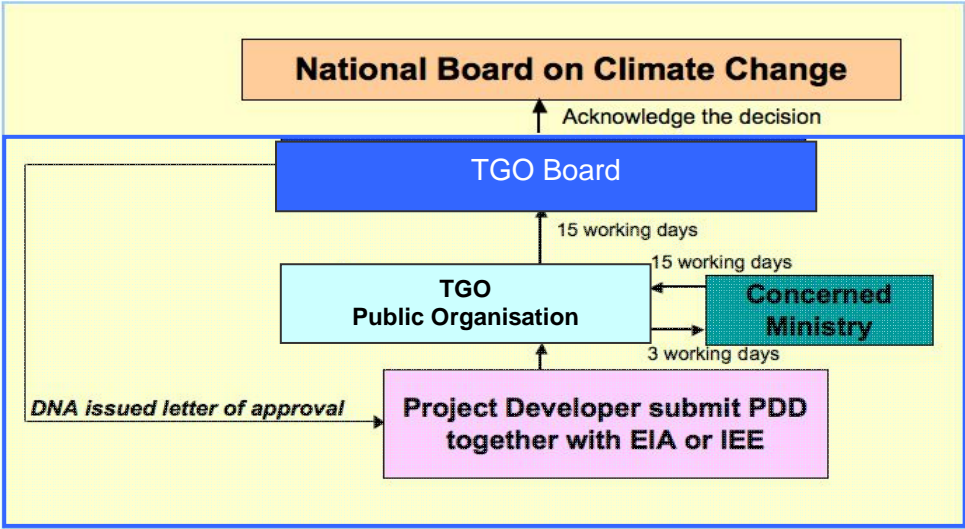 National Board on Climate Change
Acknowledge the decision
TGO Board
15 working days
15 working days
TGO
Public Organisation
Concerned
Ministry
3 working days
DNA issued letter of approval
Project Developer submit PDD
together with EIA or IEE